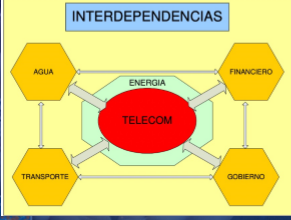 INTERDEPENDENCIAS
AGUA
FINANCIERO
ENERGIA
TELECOM
TRANSPORTE
GOBIERNO